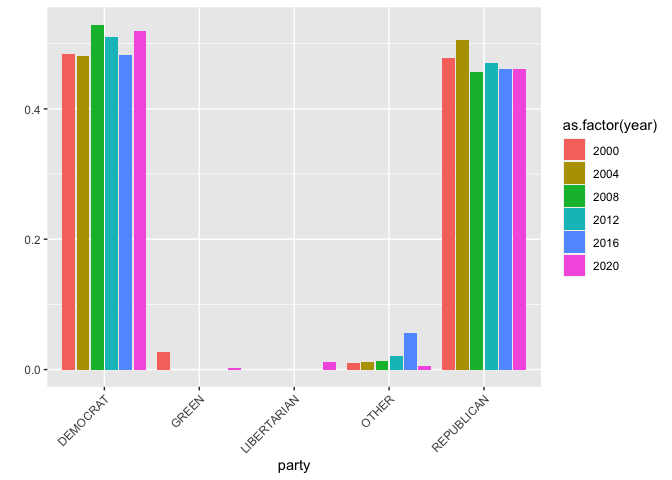 0.4
0.2
0.0
DEMOCRAT
GREEN
LIBERTARIAN
OTHER
REPUBLICAN
party
as.factor(year)
2000
2004
2008
2012
2016
2020